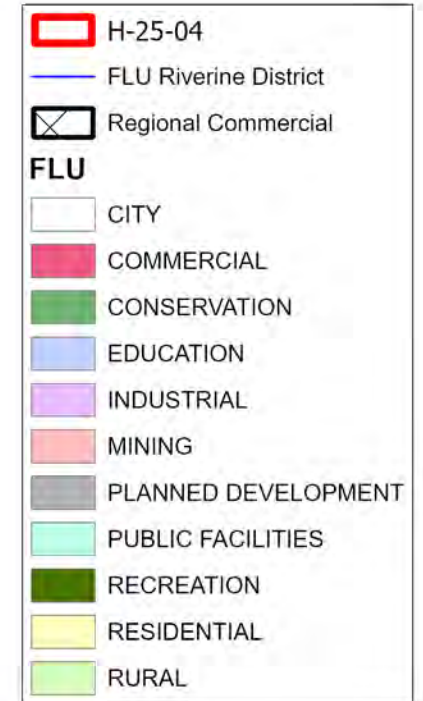 H-25-04
FLU Riverine District
Regional Commercial
FLU
CITY
COMMERCIAL
CONSERVATION
EDUCATION
INDUSTRIAL
MINING
PLANNED DEVELOPMENT
PUBLIC FACILITIES
RECREATION
RESIDENTIAL
RURAL